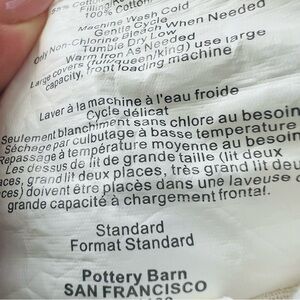 55% Cotton
Filling/
100% Cotton
Machine Wash Cold
Gentle Cycle
Only Non-Chlorine Bleach When Needed
Tumble Dry Low
Warm Iron As Needed
Large covers (full/queen/king) use large
capacity, front loading machine
Laver à la machine à l'eau froide
Cycle délicat
Seulement blanchiment sans chlore au besoin
Séchage par culbutage à basse température
Repassage à température moyenne au besoin
Les dessus de lit de grande taille (lit deux
aces, grand lit deux places, très grand lit de
es) doivent être placés dans une laveuse d
grande capacité à chargement frontal.
Standard
Format Standard
Pottery Barn
SAN FRANCISCO